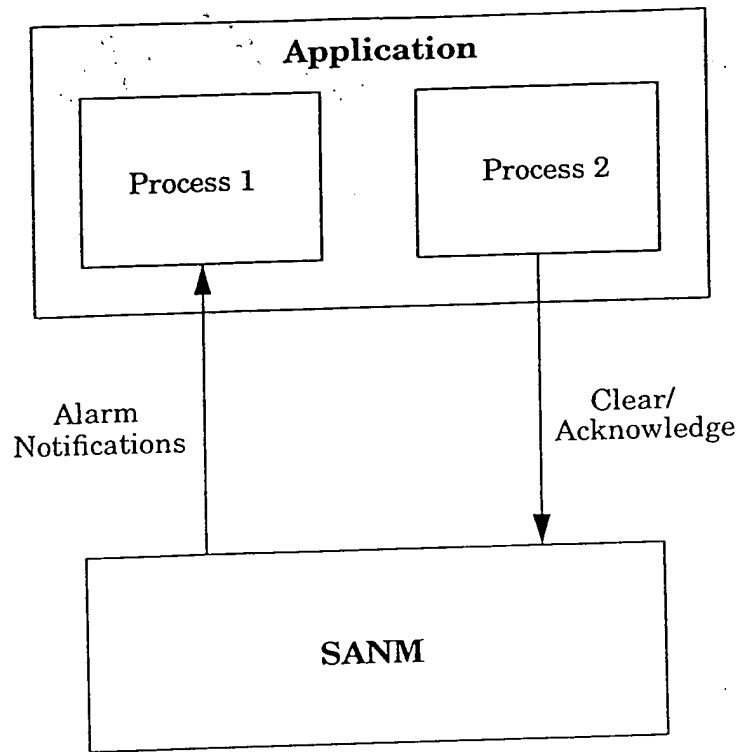 Application
Process 1
Process 2
Alarm
Notifications
Clear/
Acknowledge
SANM